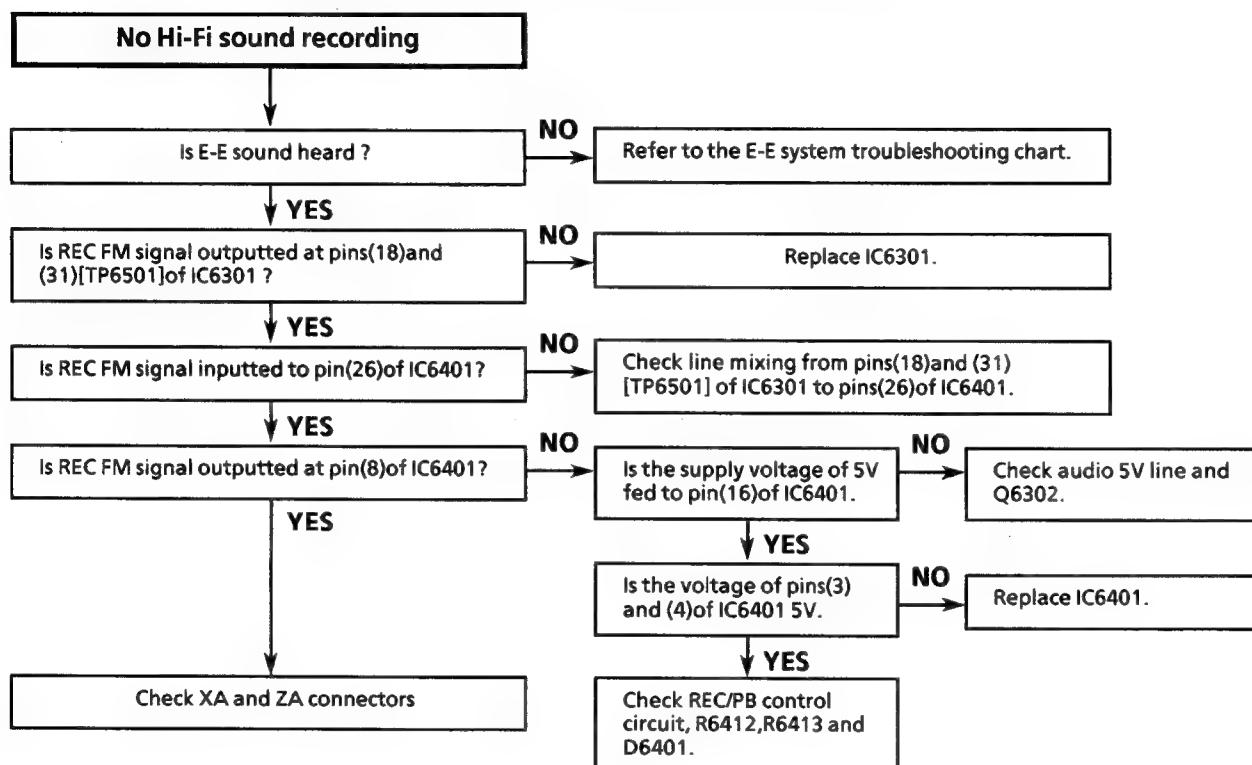 No Hi-Fi sound recording
Is E-E sound heard ?
NO
Refer to the E-E system troubleshooting chart.
YES
Is REC FM signal outputted at pins(18)and
(31)[TP6501]of IC6301 ?
NO
Replace IC6301.
YES
Is REC FM signal inputted to pin(26)of IC6401?
NO
Check line mixing from pins(18)and (31)
[TP6501] of IC6301 to pins(26)of IC6401.
YES
Is REC FM signal outputted at pin(8)of IC6401?
NO
Is the supply voltage of 5V
fed to pin(16)of IC6401.
NO
Check audio 5V line and
Q6302.
YES
YES
Is the voltage of pins(3)
and (4)of IC6401 5V.
NO
Replace IC6401.
YES
Check XA and ZA connectors
Check REC/PB control
circuit, R6412,R6413 and
D6401.